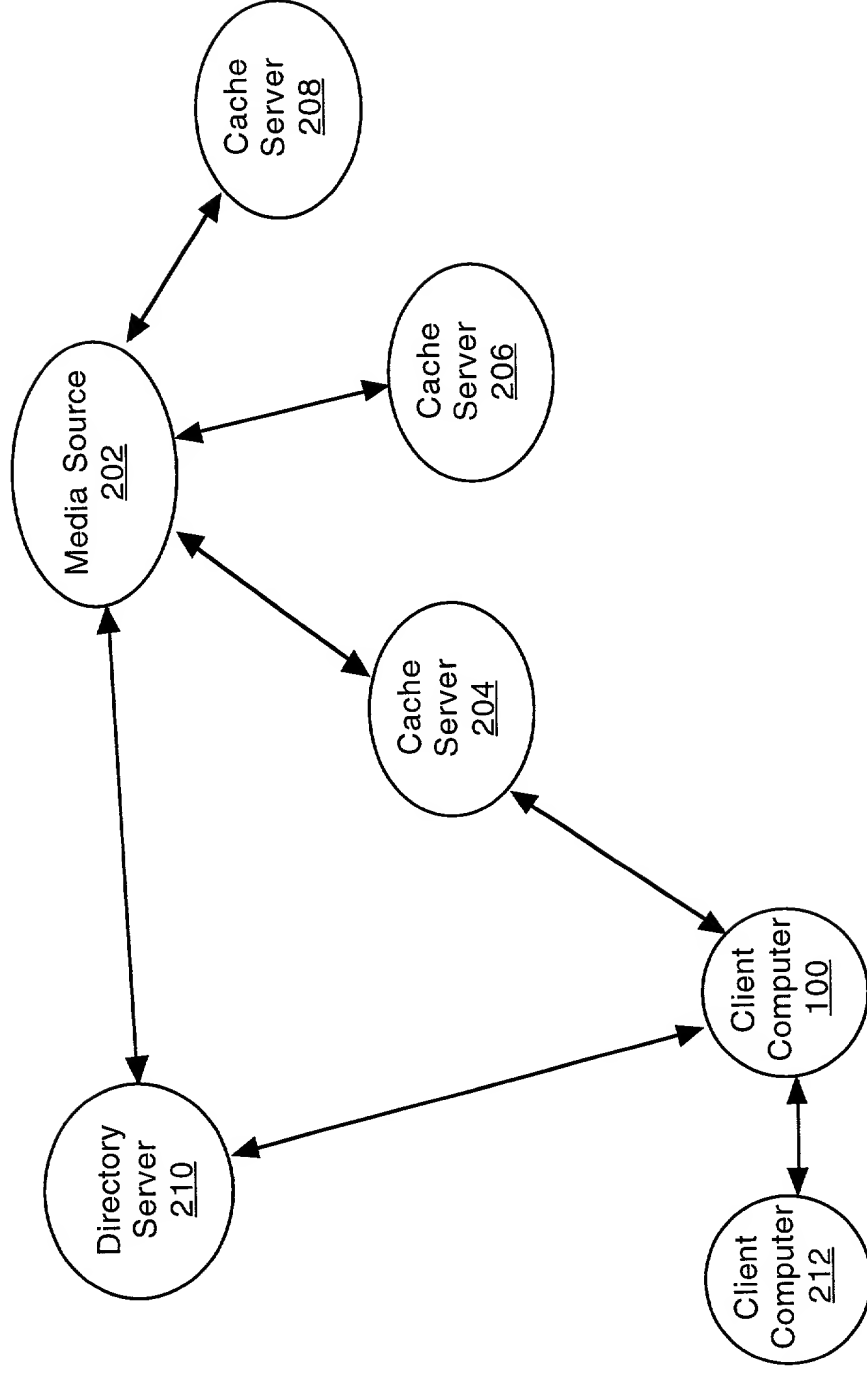 Directory
Server
210
Media Source
202
Cache
Server
208
Cache
Server
204
Cache
Server
206
Client
Computer
212
Client
Computer
100